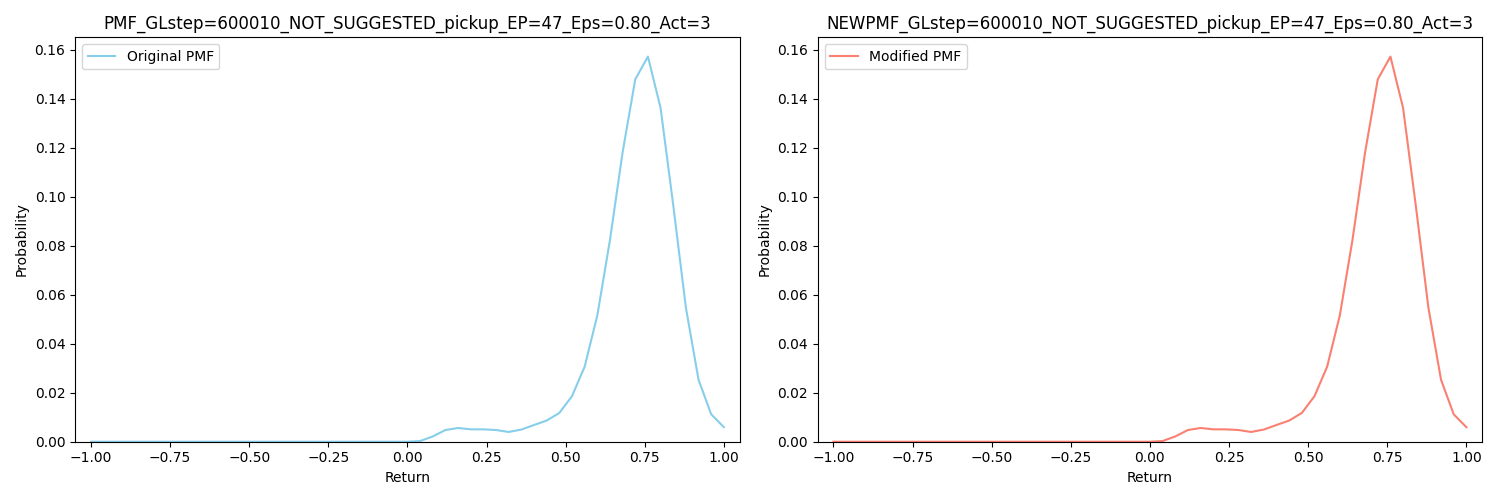 PMF_GLstep=600010_NOT_SUGGESTED_pickup_EP=47_Eps=0.80_Act=3
Original PMF
Probability
0.16
0.14
0.12
0.10
0.08
0.06
0.04
0.02
0.00
−1.00 −0.75 −0.50 −0.25 0.00 0.25 0.50 0.75 1.00
Return
NEWPMF_GLstep=600010_NOT_SUGGESTED_pickup_EP=47_Eps=0.80_Act=3
Modified PMF
Probability
0.16
0.14
0.12
0.10
0.08
0.06
0.04
0.02
0.00
−1.00 −0.75 −0.50 −0.25 0.00 0.25 0.50 0.75 1.00
Return